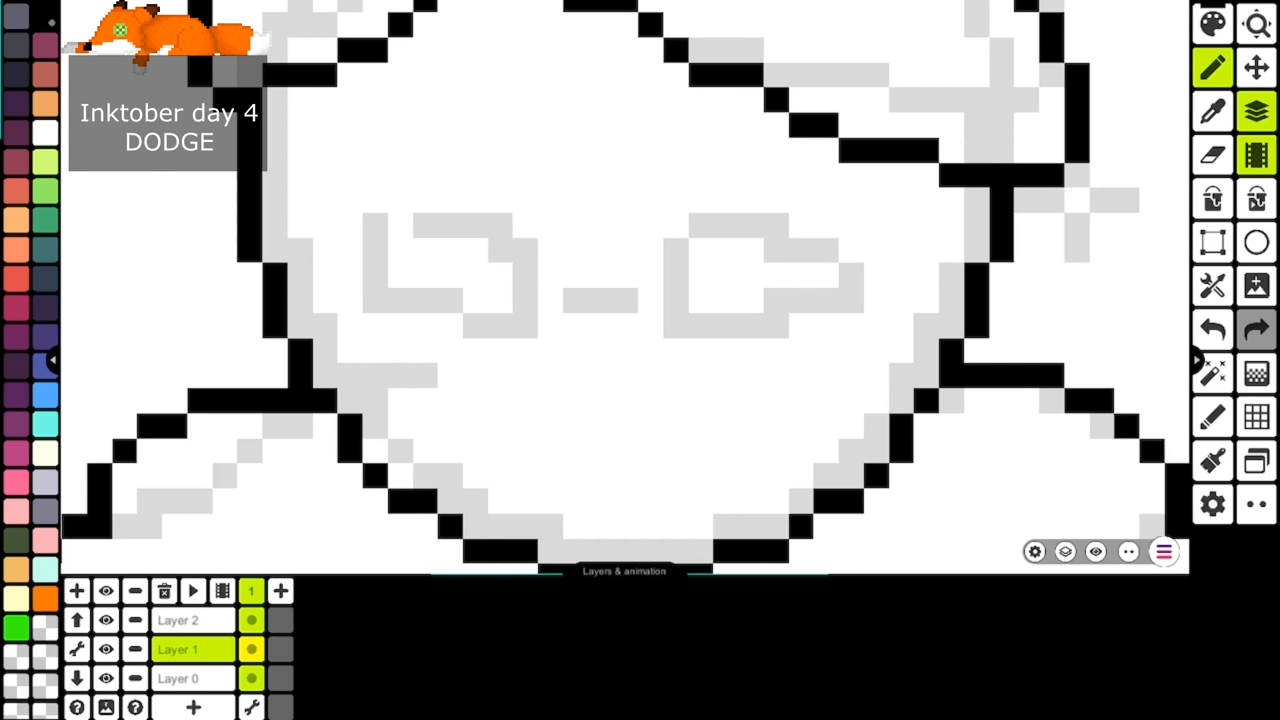 Inktober day 4
DODGE
Layers & animation
1
Layer 2
Layer 1
Layer 0